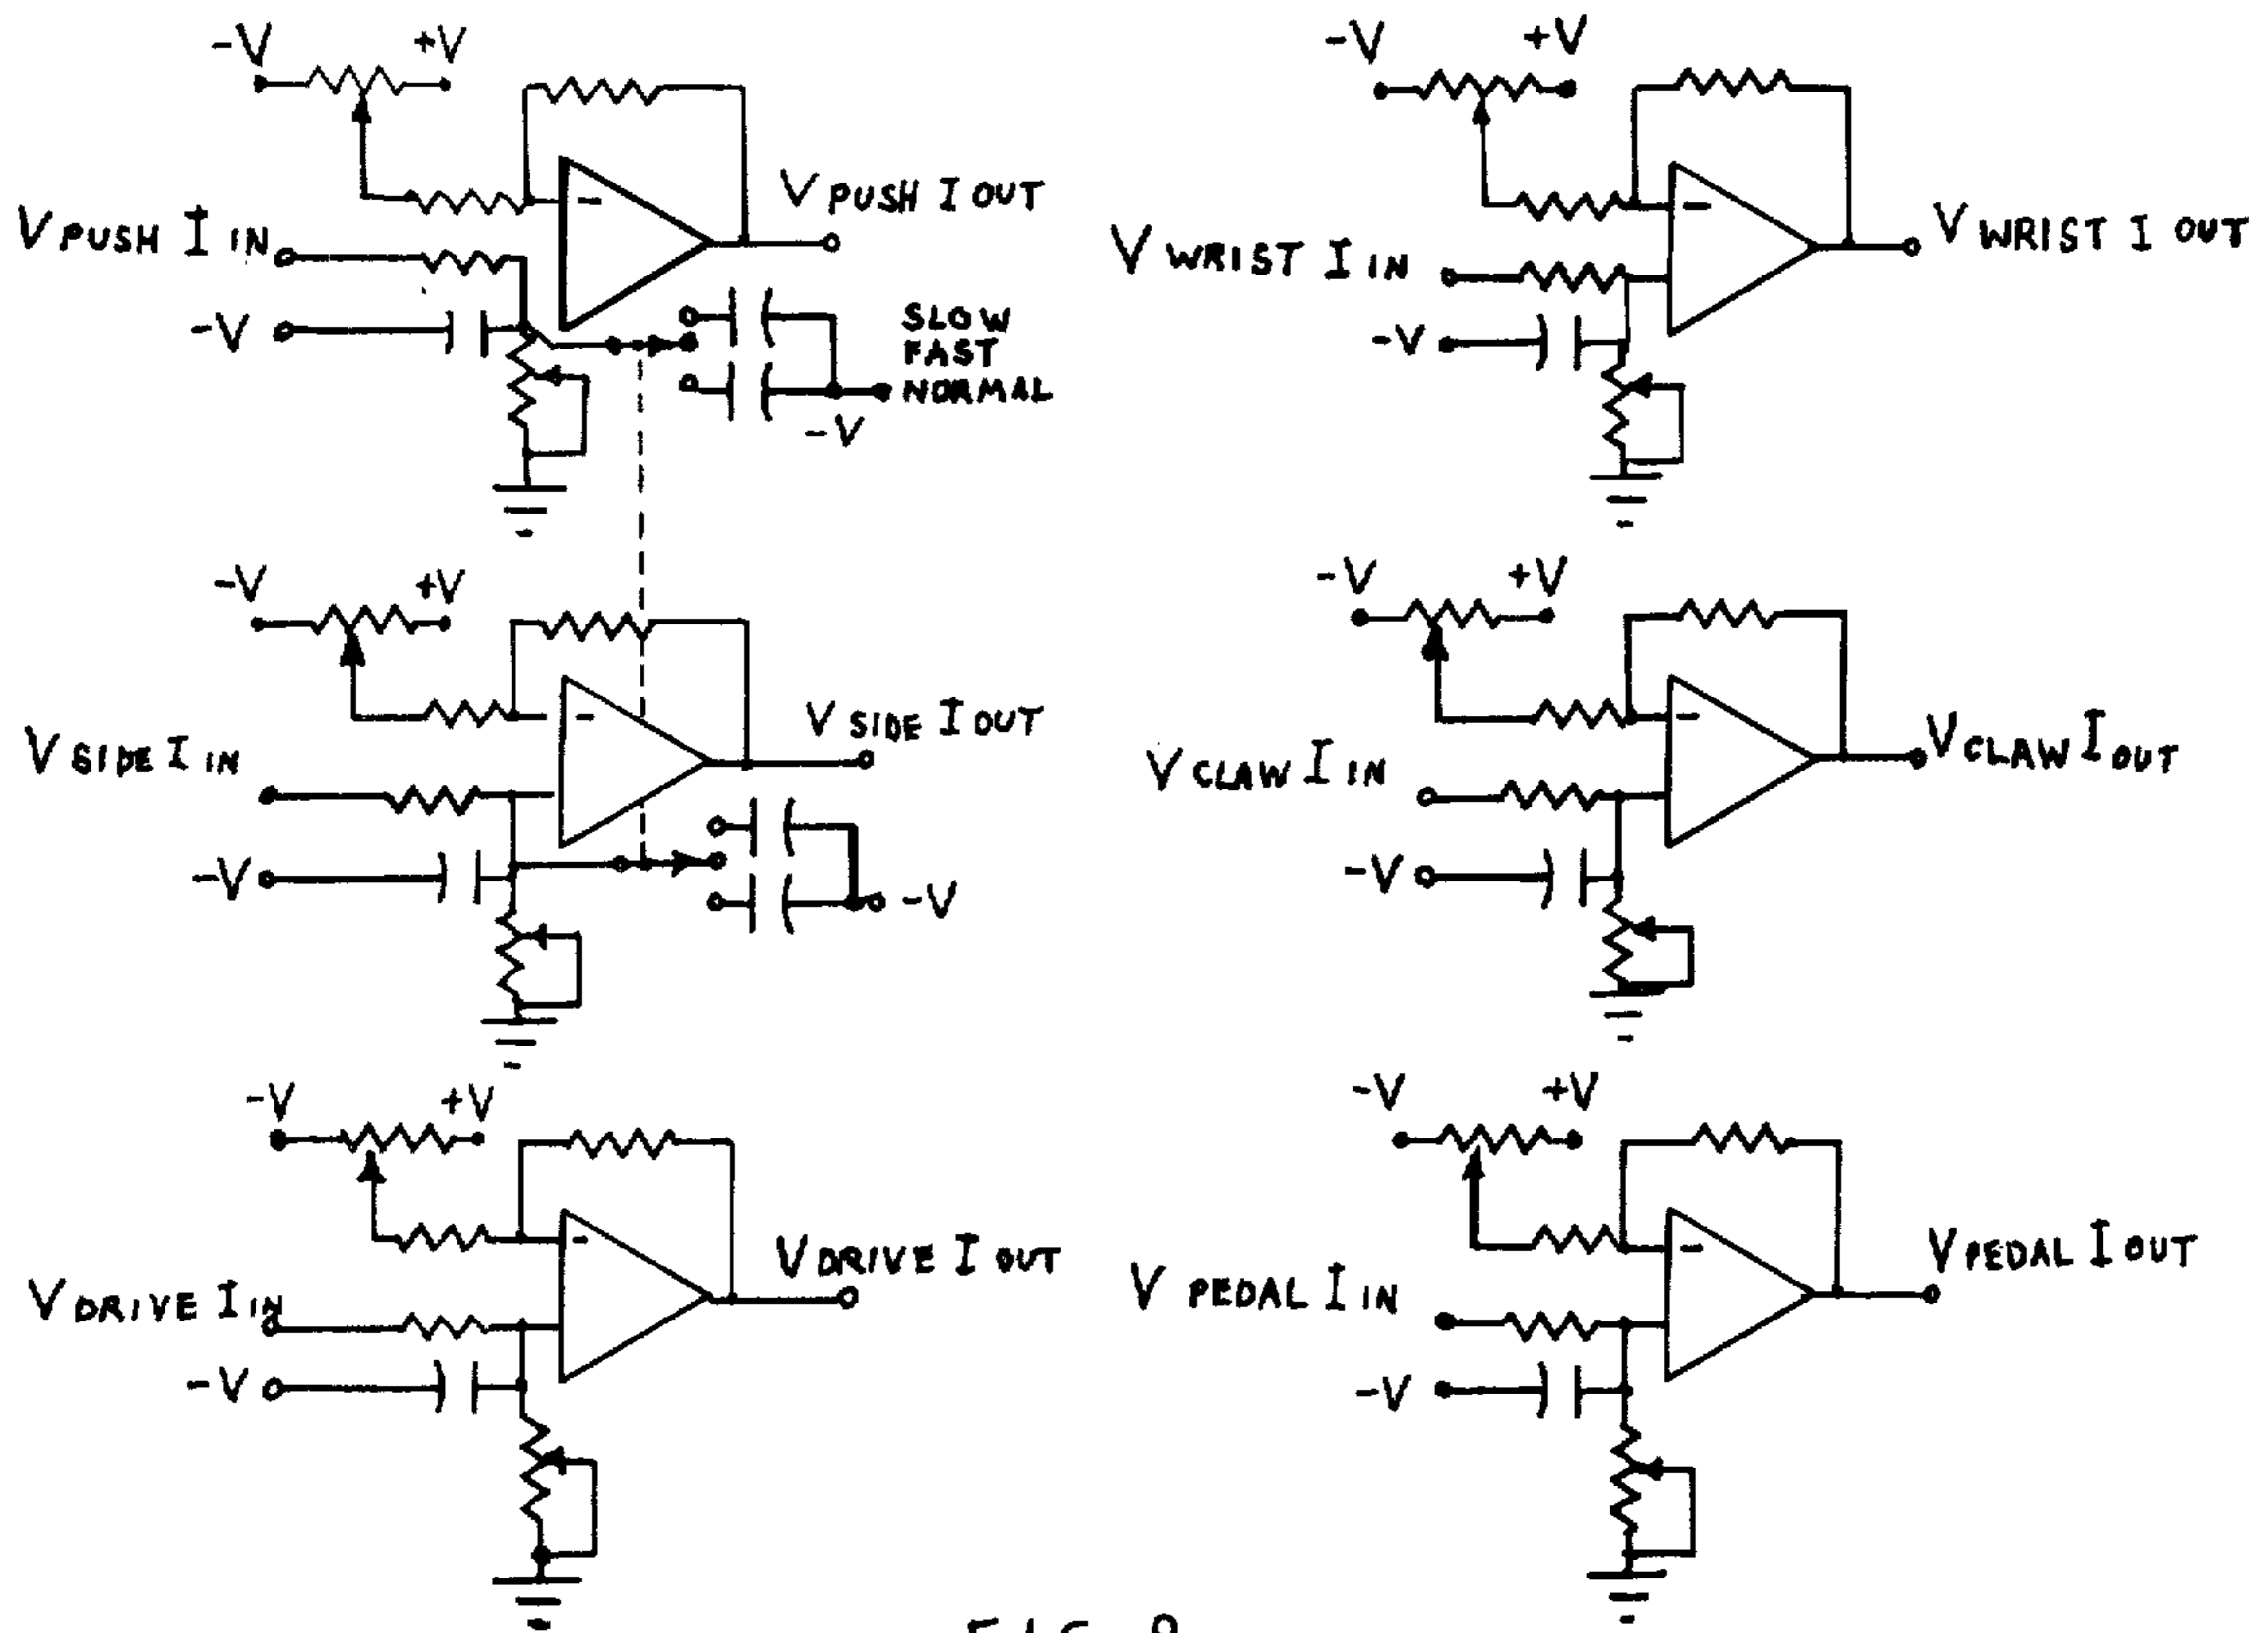 -V +V
V PUSH I IN
-
V PUSH I OUT
-V
SLOW
FAST
NORMAL
-V
-V +V
V SIDE I IN
-
V SIDE I OUT
-V
-V
-V +V
V DRIVE I IN
-
V DRIVE I OUT
-V
-V +V
V WRIST I IN
-
V WRIST I OUT
-V
-V +V
V CLAW I IN
-
V CLAW I OUT
-V
-V +V
V PEDAL I IN
-
V PEDAL I OUT
-V